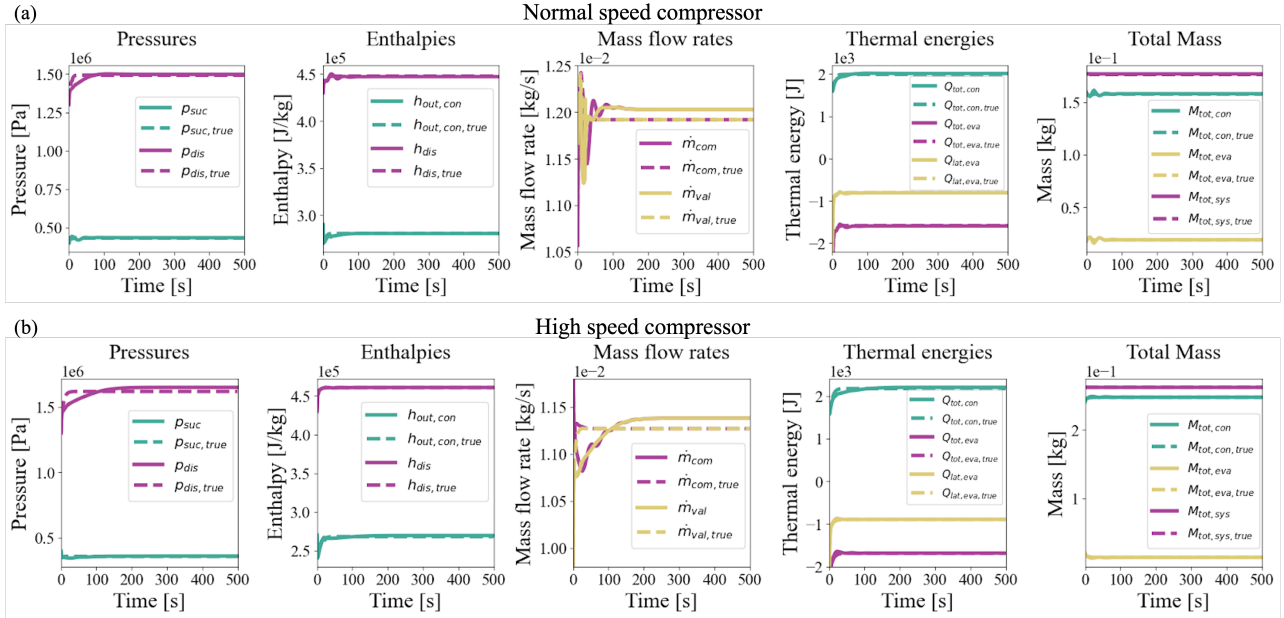 (a)
Normal speed compressor
Pressures
1e6
Pressure [Pa]
1.50
1.25
1.00
0.75
0.50
p_suc
p_suc, true
p_dis
p_dis, true
0 100 200 300 400 500
Time [s]
Enthalpies
1e5
Enthalpy [J/kg]
4.5
4.0
3.5
3.0
h_out, con
h_out, con, true
h_dis
h_dis, true
0 100 200 300 400 500
Time [s]
Mass flow rates
1e−2
Mass flow rate [kg/s]
1.25
1.20
1.15
1.10
1.05
ṁ_com
ṁ_com, true
ṁ_val
ṁ_val, true
0 100 200 300 400 500
Time [s]
Thermal energies
1e3
Thermal energy [J]
2
1
0
−1
−2
Q_tot, con
Q_tot, con, true
Q_tot, eva
Q_tot, eva, true
Q_lat, eva
Q_lat, eva, true
0 100 200 300 400 500
Time [s]
Total Mass
1e−1
Mass [kg]
1.5
1.0
0.5
M_tot, con
M_tot, con, true
M_tot, eva
M_tot, eva, true
M_tot, sys
M_tot, sys, true
0 100 200 300 400 500
Time [s]
(b)
High speed compressor
Pressures
1e6
Pressure [Pa]
1.5
1.0
0.5
p_suc
p_suc, true
p_dis
p_dis, true
0 100 200 300 400 500
Time [s]
Enthalpies
1e5
Enthalpy [J/kg]
4.5
4.0
3.5
3.0
2.5
h_out, con
h_out, con, true
h_dis
h_dis, true
0 100 200 300 400 500
Time [s]
Mass flow rates
1e−2
Mass flow rate [kg/s]
1.15
1.10
1.05
1.00
ṁ_com
ṁ_com, true
ṁ_val
ṁ_val, true
0 100 200 300 400 500
Time [s]
Thermal energies
1e3
Thermal energy [J]
2
1
0
−1
−2
Q_tot, con
Q_tot, con, true
Q_tot, eva
Q_tot, eva, true
Q_lat, eva
Q_lat, eva, true
0 100 200 300 400 500
Time [s]
Total Mass
1e−1
Mass [kg]
2
1
M_tot, con
M_tot, con, true
M_tot, eva
M_tot, eva, true
M_tot, sys
M_tot, sys, true
0 100 200 300 400 500
Time [s]